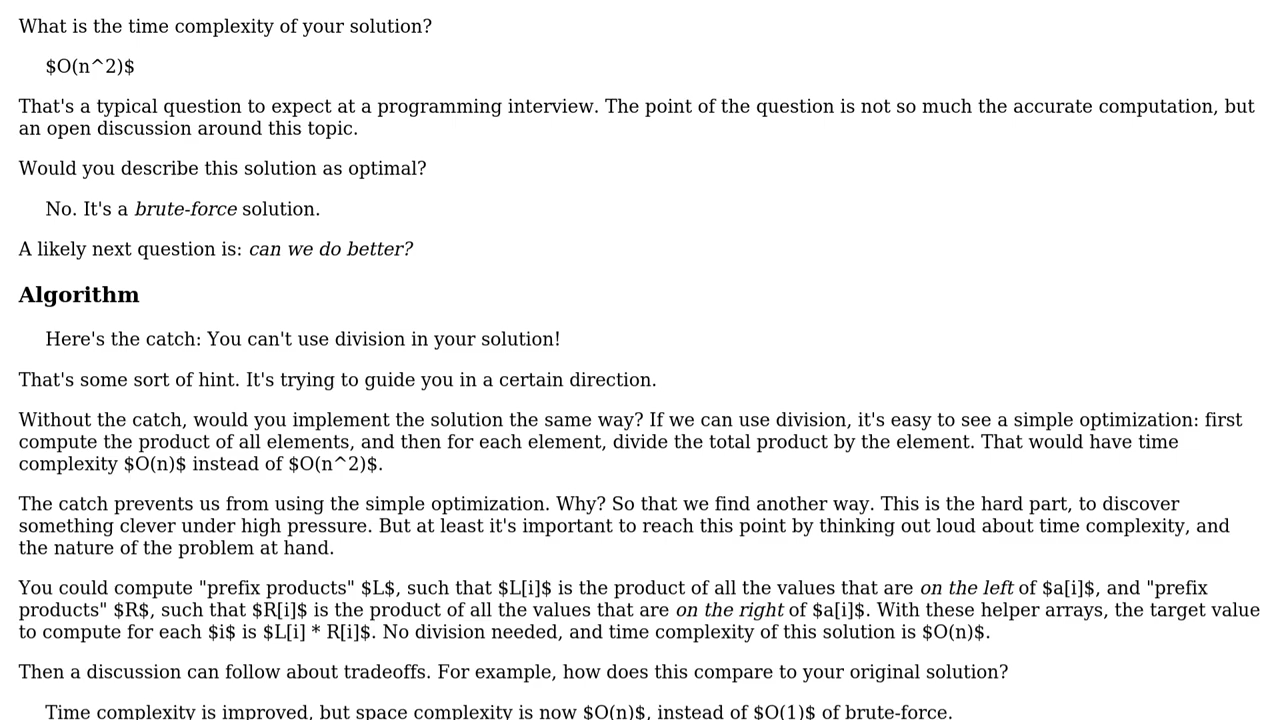 What is the time complexity of your solution?
$O(n^2)$
That's a typical question to expect at a programming interview. The point of the question is not so much the accurate computation, but
an open discussion around this topic.
Would you describe this solution as optimal?
No. It's a brute-force solution.
A likely next question is: can we do better?
Algorithm
Here's the catch: You can't use division in your solution!
That's some sort of hint. It's trying to guide you in a certain direction.
Without the catch, would you implement the solution the same way? If we can use division, it's easy to see a simple optimization: first
compute the product of all elements, and then for each element, divide the total product by the element. That would have time
complexity $O(n)$ instead of $O(n^2)$.
The catch prevents us from using the simple optimization. Why? So that we find another way. This is the hard part, to discover
something clever under high pressure. But at least it's important to reach this point by thinking out loud about time complexity, and
the nature of the problem at hand.
You could compute "prefix products" $L$, such that $L[i]$ is the product of all the values that are on the left of $a[i]$, and "prefix
products" $R$, such that $R[i]$ is the product of all the values that are on the right of $a[i]$. With these helper arrays, the target value
to compute for each $i$ is $L[i] * R[i]$. No division needed, and time complexity of this solution is $O(n)$.
Then a discussion can follow about tradeoffs. For example, how does this compare to your original solution?
Time complexity is improved, but space complexity is now $O(n)$, instead of $O(1)$ of brute-force.